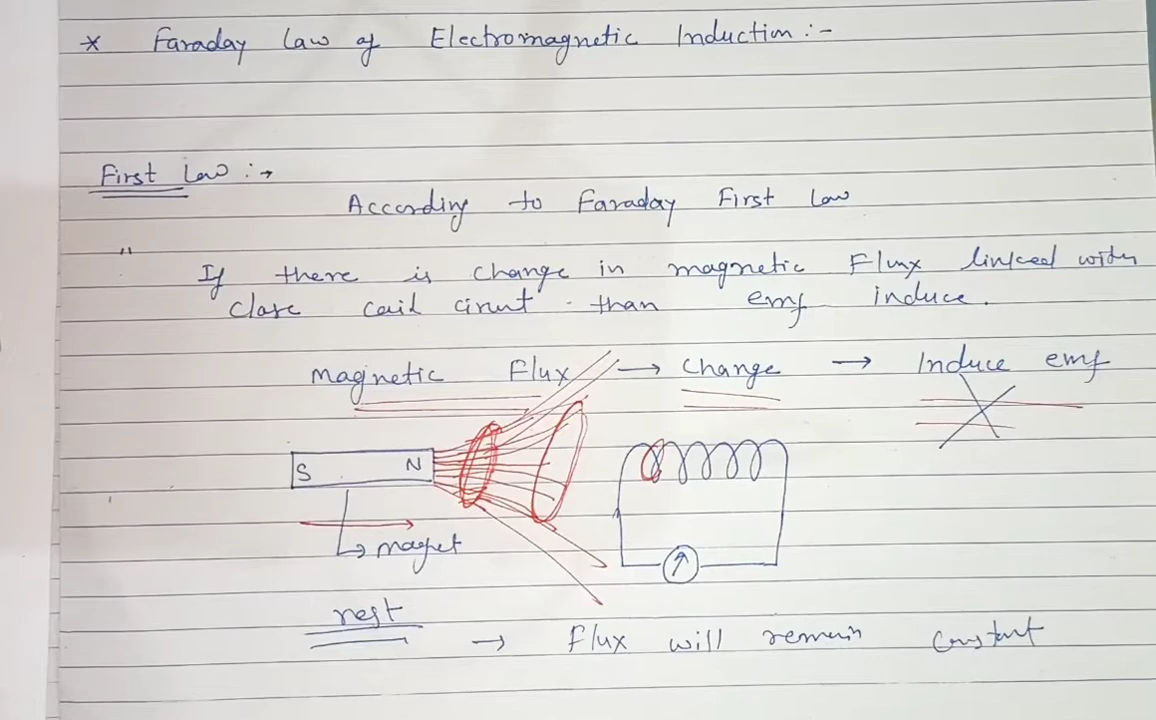 * Faraday Law of Electromagnetic Induction :-
First Law :→
According to Faraday First Law
"
If there is change in magnetic Flux linked with
close coil cirut than emf induce.
magnetic Flux → change → Induce emf
S N
→ magnet
rest → Flux will remain constant